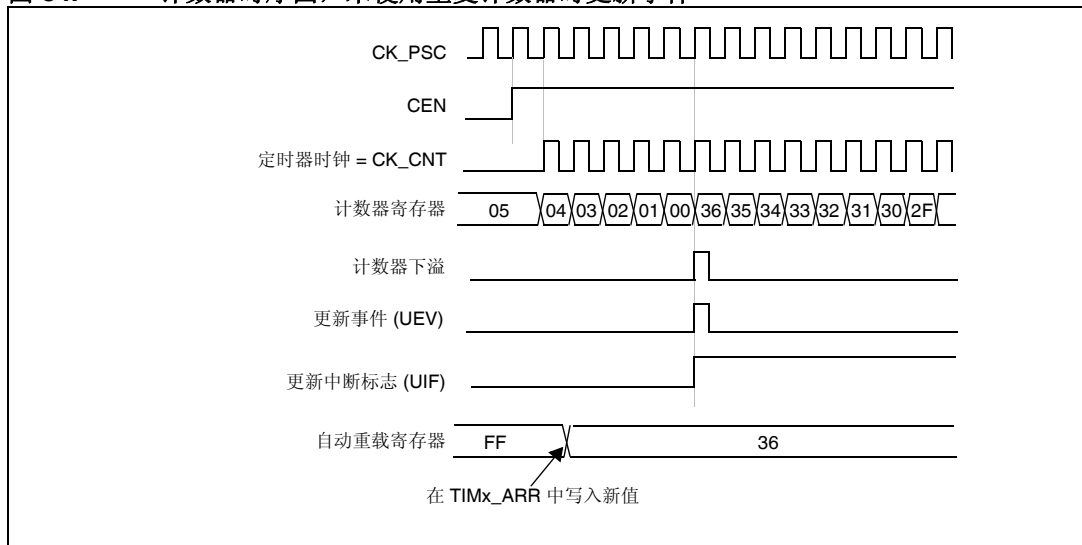 CK_PSC
CEN
定时器时钟 = CK_CNT
计数器寄存器 05 04 03 02 01 00 36 35 34 33 32 31 30 2F
计数器下溢
更新事件 (UEV)
更新中断标志 (UIF)
自动重载寄存器 FF 36
在 TIMx_ARR 中写入新值